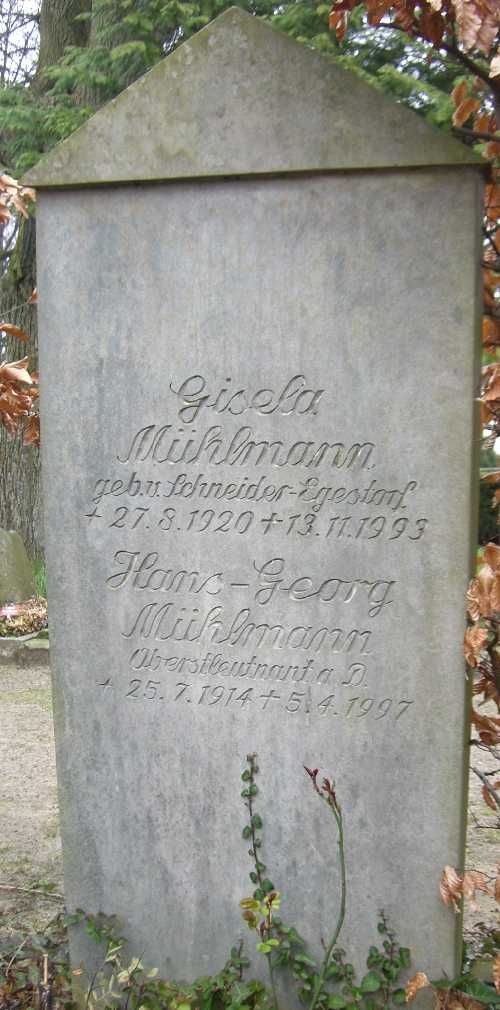 Gisela
Mühlmann
geb. v. Schneider-Egestorf
+ 27. 8. 1920 + 13. 11. 1993
Hans-Georg
Mühlmann
Oberstleutnant a. D.
+ 25. 7. 1914 + 5. 4. 1997